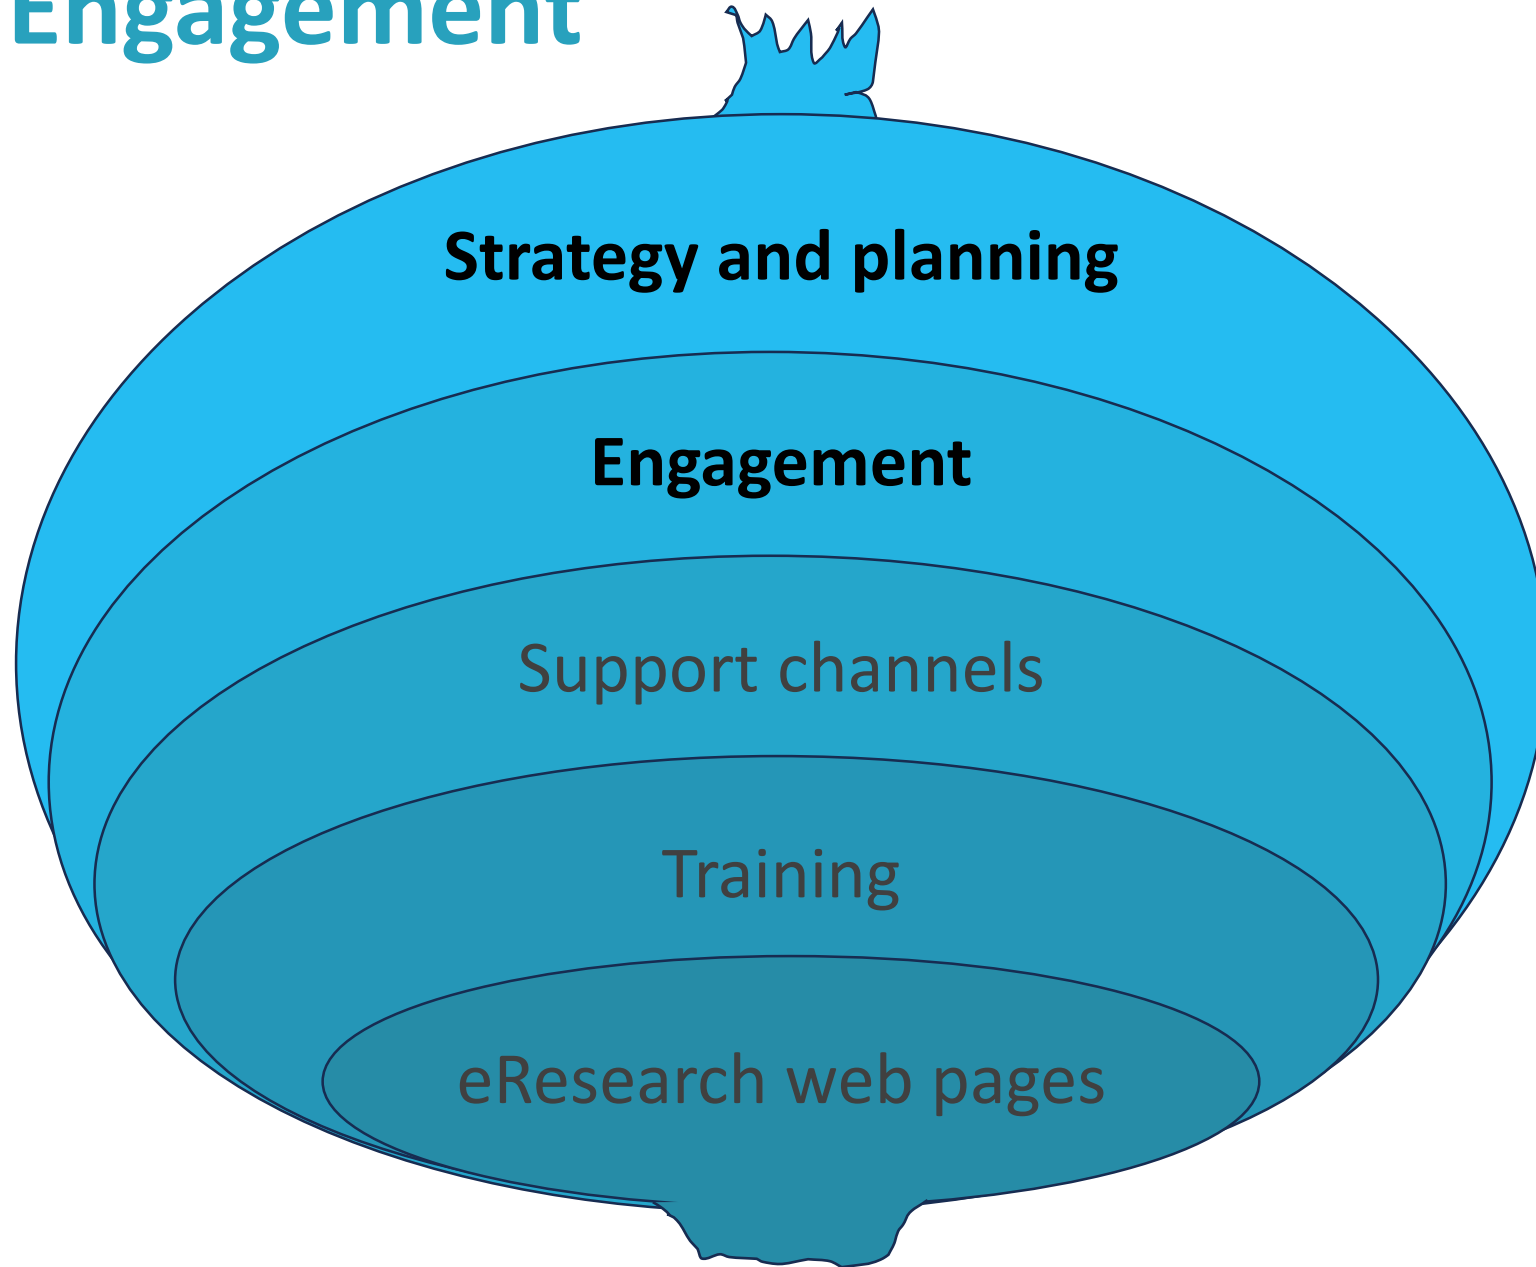 Engagement
Strategy and planning
Engagement
Support channels
Training
eResearch web pages